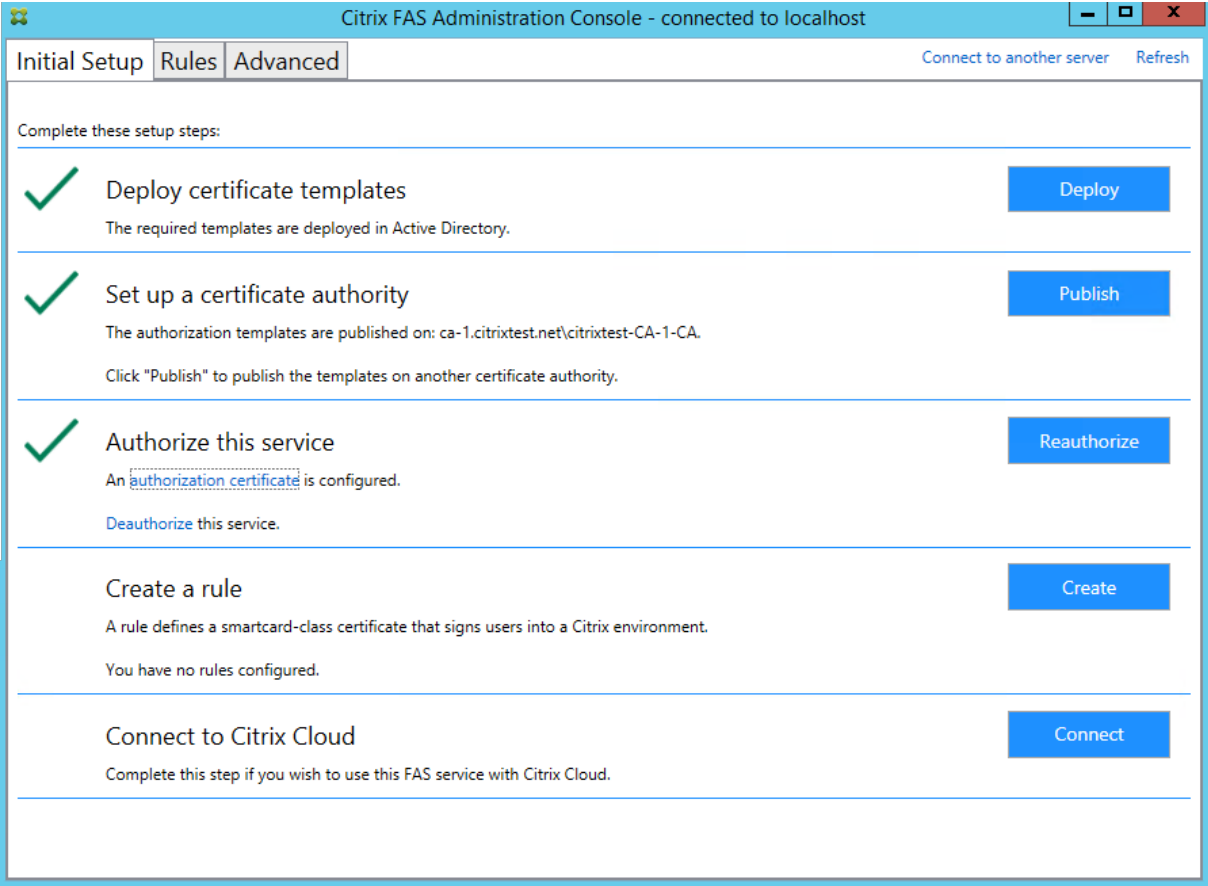 Citrix FAS Administration Console - connected to localhost
Initial Setup Rules Advanced Connect to another server Refresh
Complete these setup steps:
Deploy certificate templates Deploy
The required templates are deployed in Active Directory.
Set up a certificate authority Publish
The authorization templates are published on: ca-1.citrixtest.net\citrixtest-CA-1-CA.
Click "Publish" to publish the templates on another certificate authority.
Authorize this service Reauthorize
An authorization certificate is configured.
Deauthorize this service.
Create a rule Create
A rule defines a smartcard-class certificate that signs users into a Citrix environment.
You have no rules configured.
Connect to Citrix Cloud Connect
Complete this step if you wish to use this FAS service with Citrix Cloud.